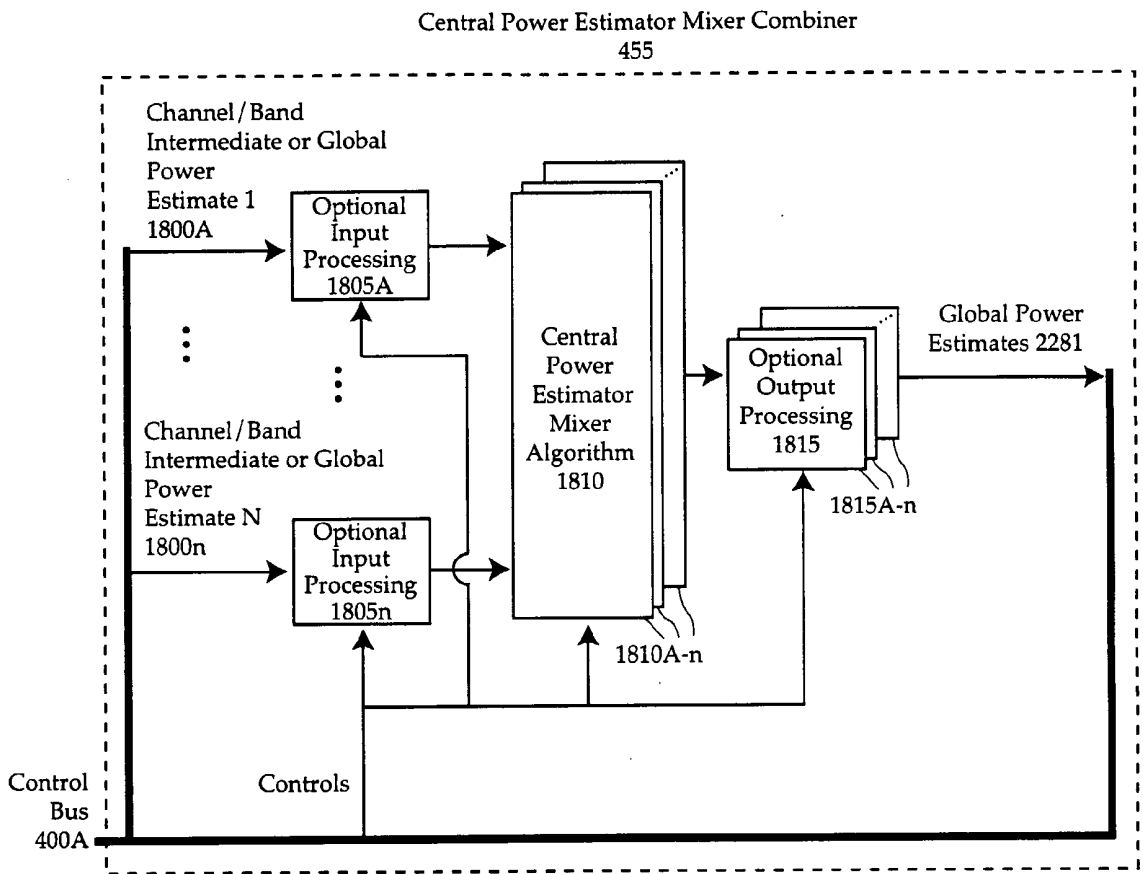 Central Power Estimator Mixer Combiner
455
Channel/Band
Intermediate or Global
Power
Estimate 1
1800A
Optional
Input
Processing
1805A
Central
Power
Estimator
Mixer
Algorithm
1810
Optional
Output
Processing
1815
Global Power
Estimates 2281
1815A-n
Channel/Band
Intermediate or Global
Power
Estimate N
1800n
Optional
Input
Processing
1805n
1810A-n
Controls
Control
Bus
400A